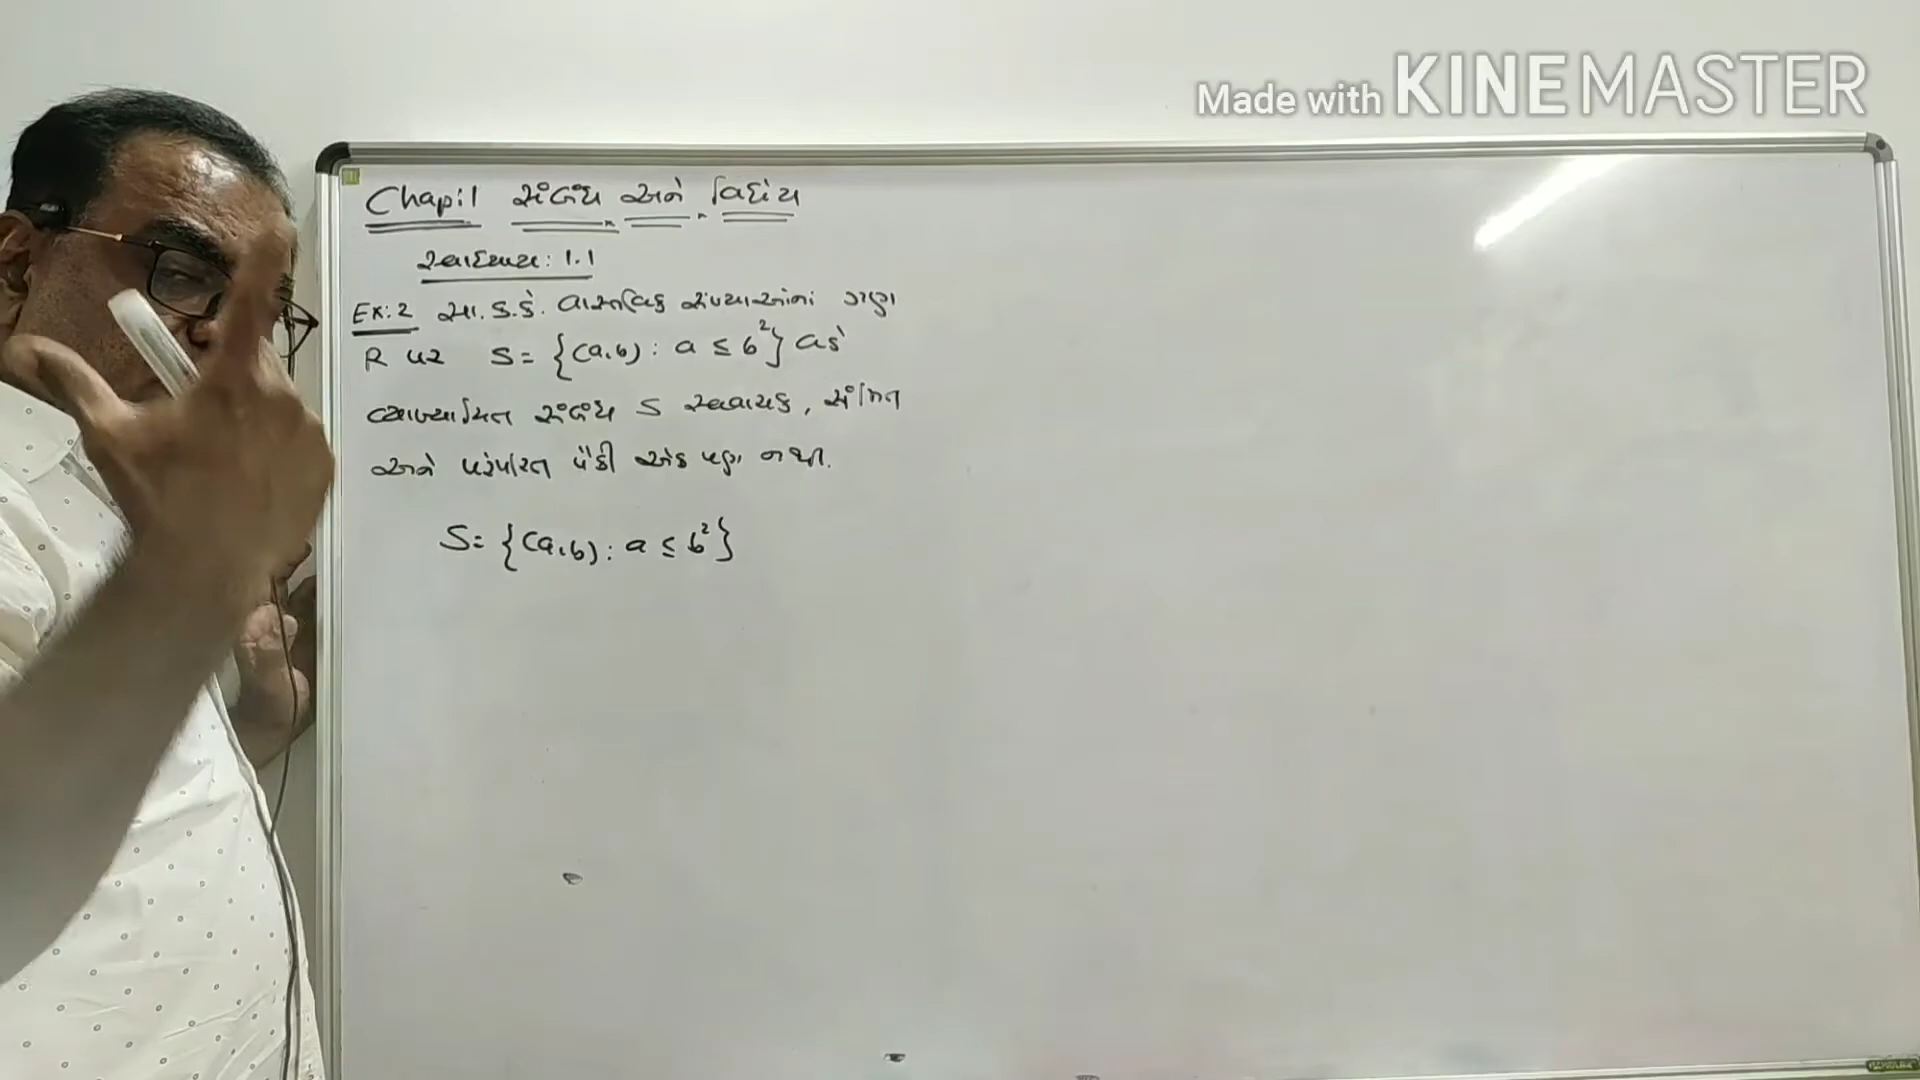 Made with KINEMASTER
Chap:1 સંબંધ અને વિધેય
સ્વાધ્યાય: 1.1
Ex: 2 સા. ક. કે. વાસ્તવિક સંખ્યાઓના ગણ
R પર S = {(a,b) : a ≤ b²} વડે
વ્યાખ્યાયિત સંબંધ S સ્વવાચક, સંમિત
અને પરંપરિત પૈકી એક પણ નથી.
S = {(a,b) : a ≤ b²}